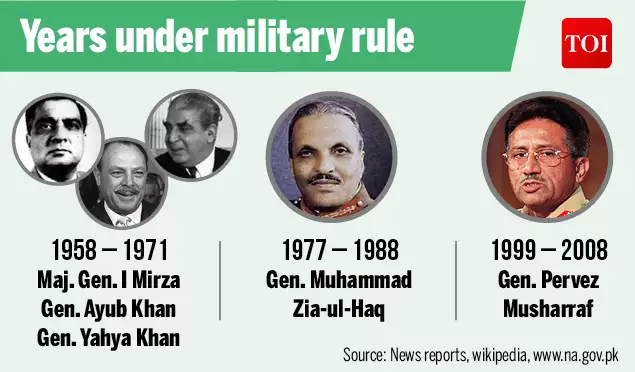 Years under military rule
TOI
1958 – 1971
Maj. Gen. I Mirza
Gen. Ayub Khan
Gen. Yahya Khan
1977 – 1988
Gen. Muhammad
Zia-ul-Haq
1999 – 2008
Gen. Pervez
Musharraf
Source: News reports, wikipedia, www.na.gov.pk